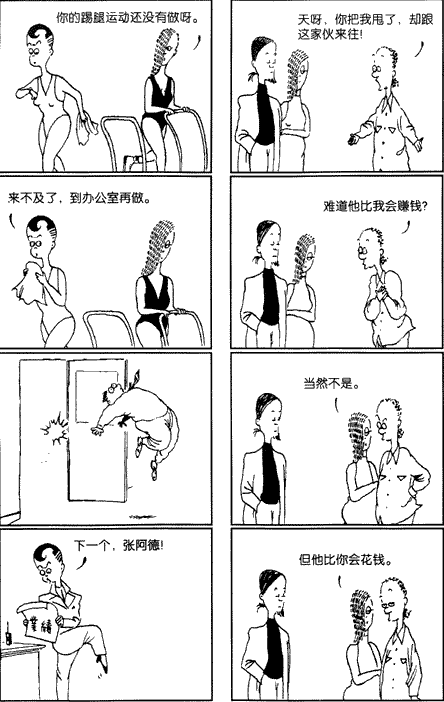 你的踢腿运动还没有做呀。
来不及了，到办公室再做。
下一个，张阿德!
業績
天呀，你把我甩了，却跟
这家伙来往!
难道他比我会赚钱?
当然不是。
但他比你会花钱。